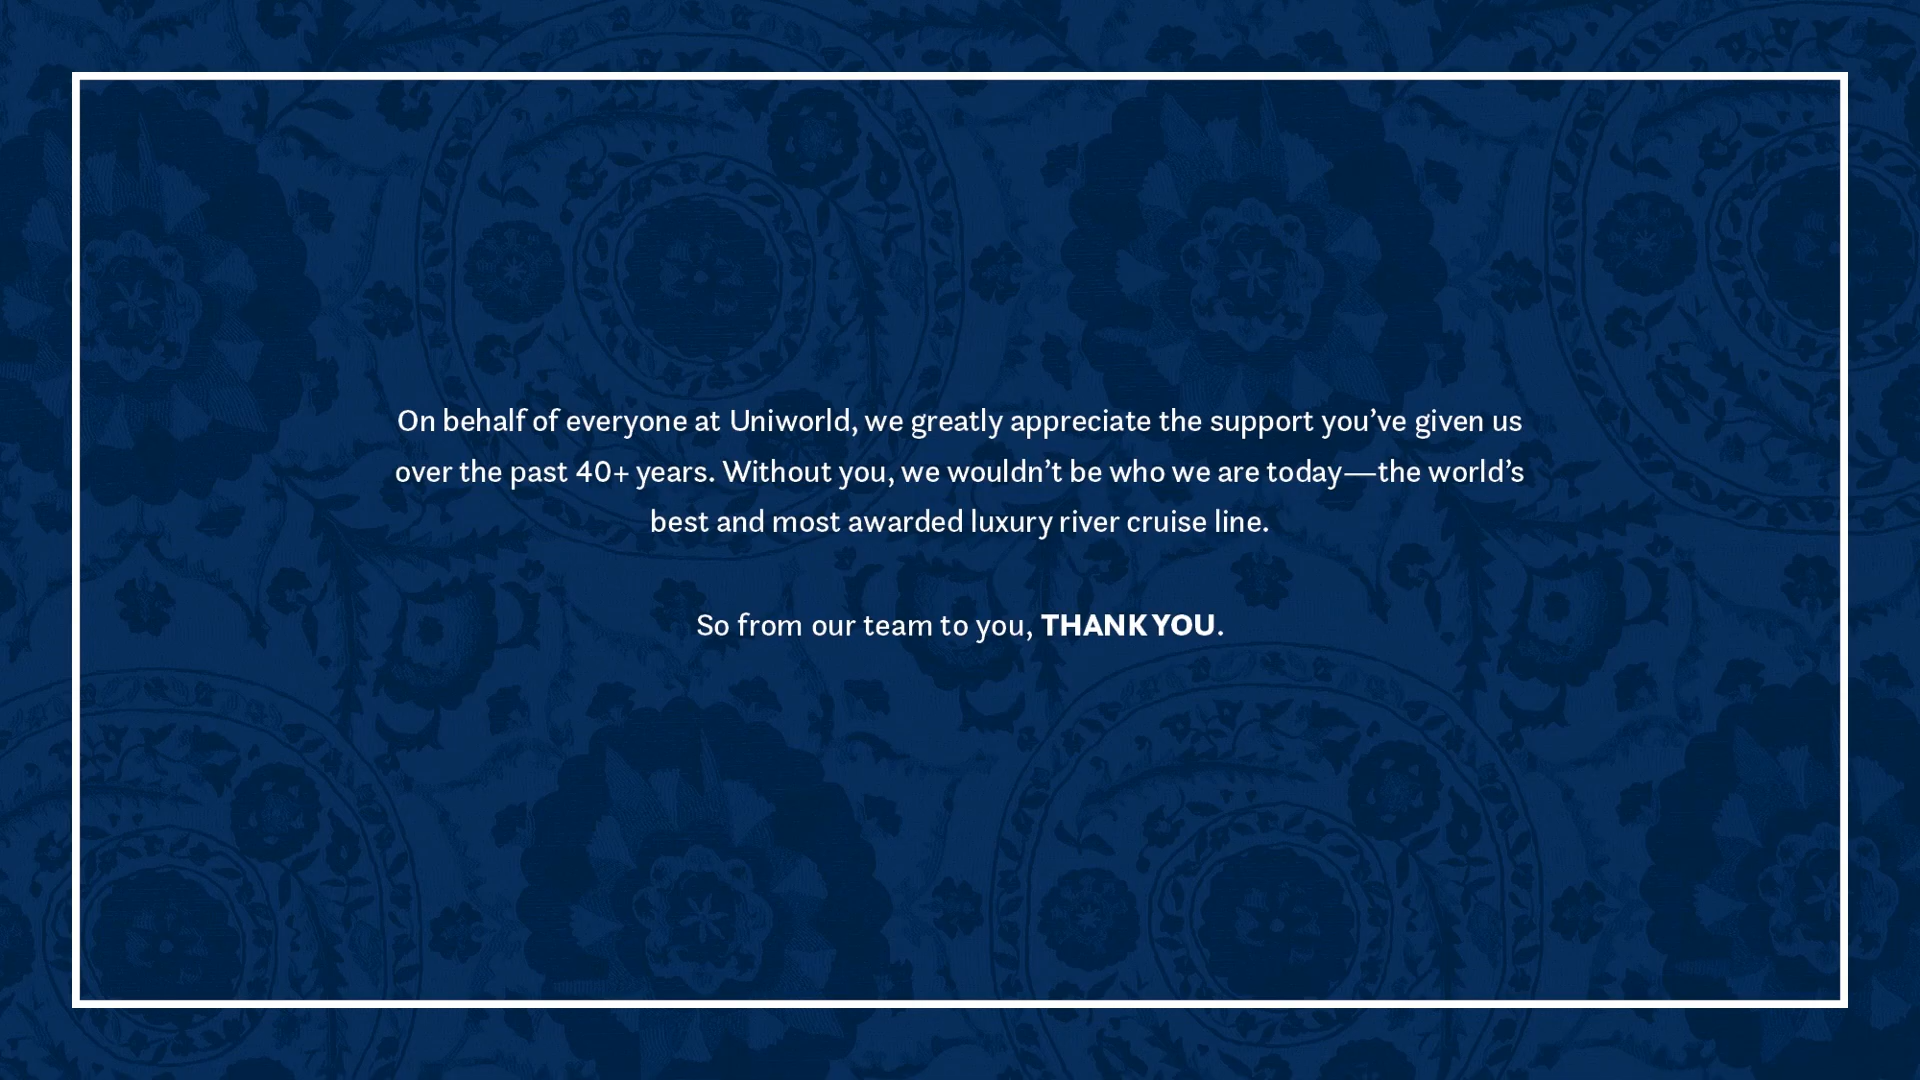 On behalf of everyone at Uniworld, we greatly appreciate the support you’ve given us
over the past 40+ years. Without you, we wouldn’t be who we are today—the world’s
best and most awarded luxury river cruise line.
So from our team to you, THANK YOU.